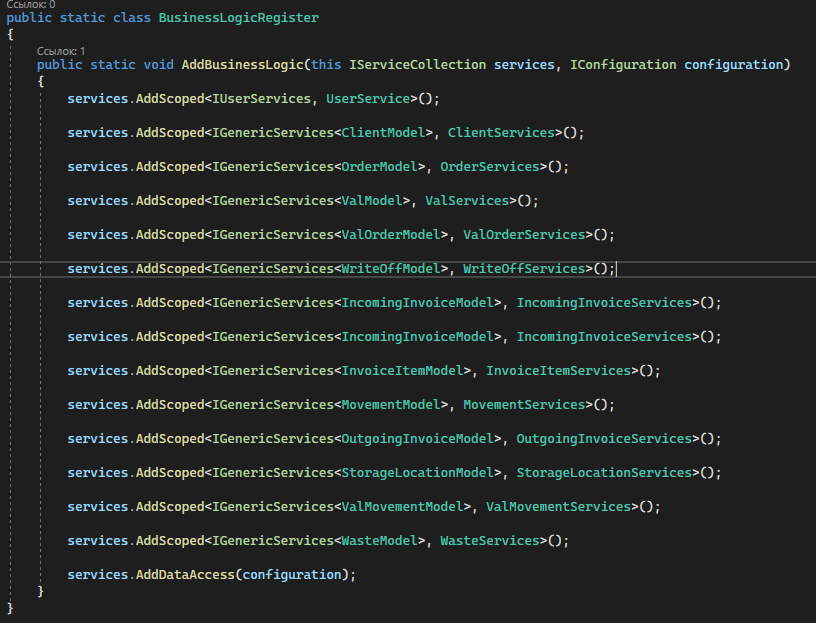 Ссылок: 0
public static class BusinessLogicRegister
{
Ссылок: 1
public static void AddBusinessLogic(this IServiceCollection services, IConfiguration configuration)
{
services.AddScoped<IUserServices, UserService>();
services.AddScoped<IGenericServices<ClientModel>, ClientServices>();
services.AddScoped<IGenericServices<OrderModel>, OrderServices>();
services.AddScoped<IGenericServices<ValModel>, ValServices>();
services.AddScoped<IGenericServices<ValOrderModel>, ValOrderServices>();
services.AddScoped<IGenericServices<WriteOffModel>, WriteOffServices>();
services.AddScoped<IGenericServices<IncomingInvoiceModel>, IncomingInvoiceServices>();
services.AddScoped<IGenericServices<IncomingInvoiceModel>, IncomingInvoiceServices>();
services.AddScoped<IGenericServices<InvoiceItemModel>, InvoiceItemServices>();
services.AddScoped<IGenericServices<MovementModel>, MovementServices>();
services.AddScoped<IGenericServices<OutgoingInvoiceModel>, OutgoingInvoiceServices>();
services.AddScoped<IGenericServices<StorageLocationModel>, StorageLocationServices>();
services.AddScoped<IGenericServices<ValMovementModel>, ValMovementServices>();
services.AddScoped<IGenericServices<WasteModel>, WasteServices>();
services.AddDataAccess(configuration);
}
}